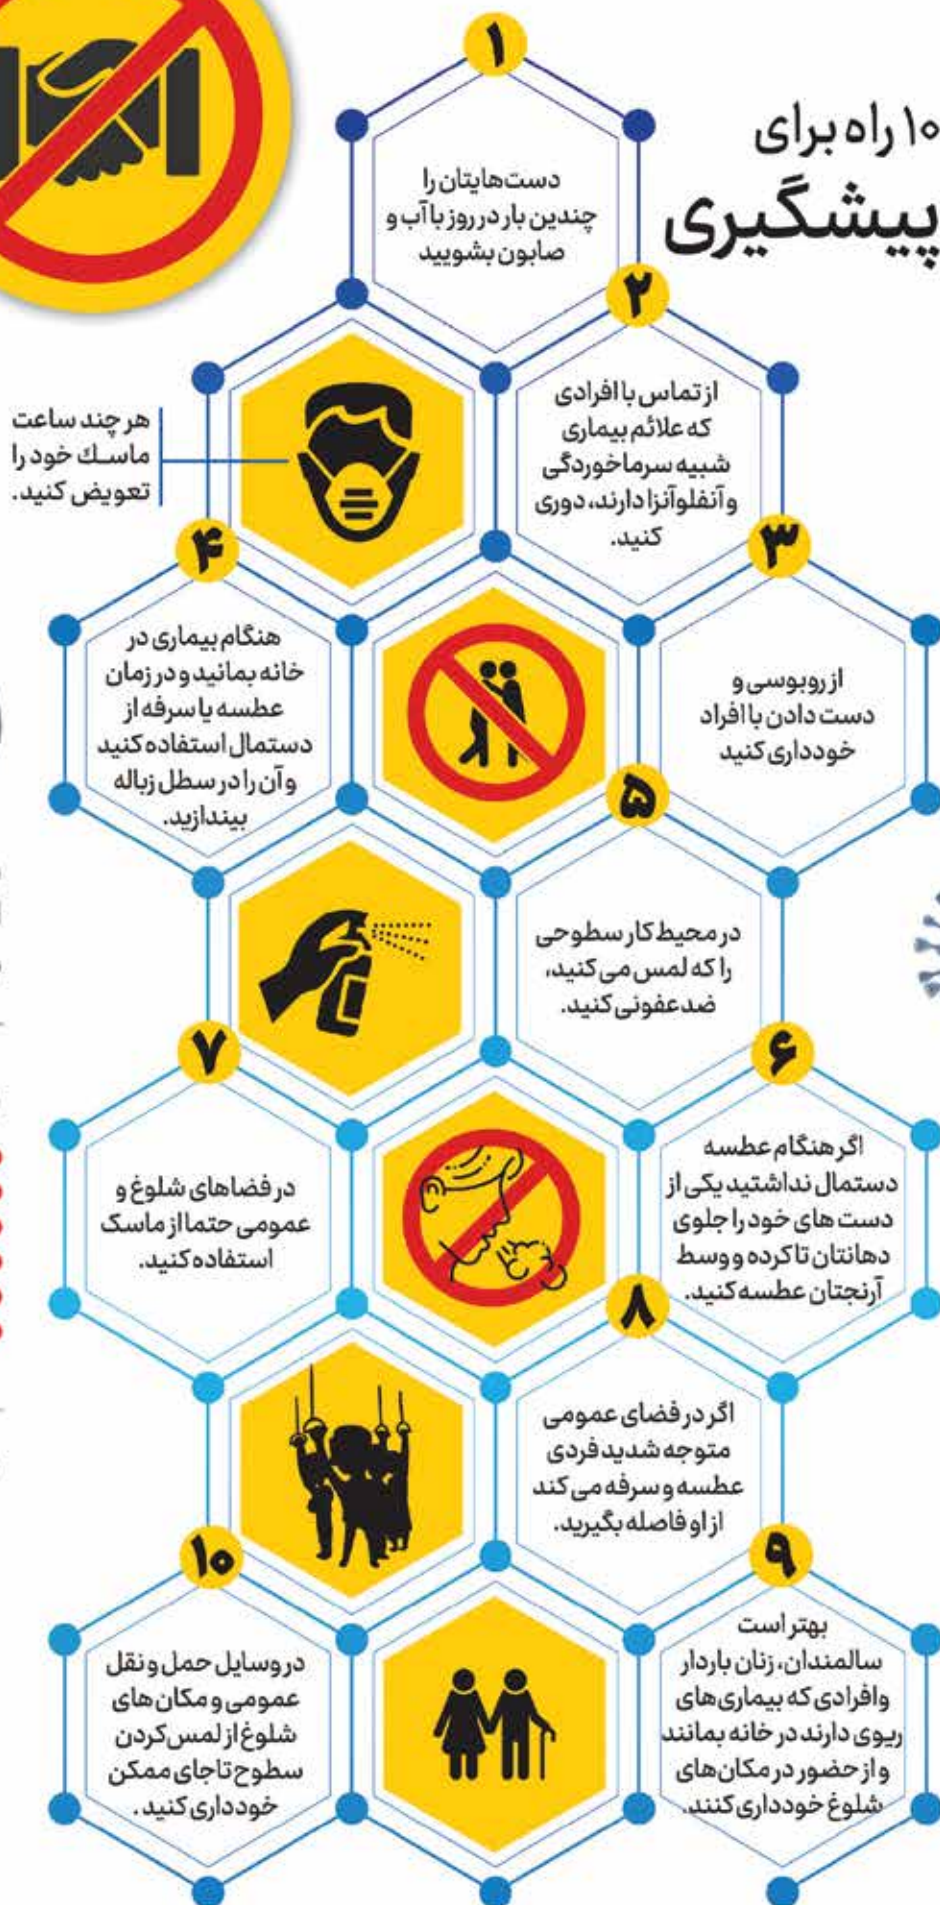 ۱۰ راه برای
پیشگیری
۱
دست‌هایتان را
چندین بار در روز با آب و
صابون بشویید
۲
از تماس با افرادی
که علائم بیماری
شبیه سرماخوردگی
و آنفلوآنزا دارند، دوری
کنید.
هر چند ساعت
ماسك خود را
تعویض کنید.
۳
از روبوسی و
دست دادن با افراد
خودداری کنید
۴
هنگام بیماری در
خانه بمانید و در زمان
عطسه یا سرفه از
دستمال استفاده کنید
و آن را در سطل زباله
بیندازید.
۵
در محیط کار سطوحی
را که لمس می‌کنید،
ضدعفونی کنید.
۶
اگر هنگام عطسه
دستمال نداشتید یکی از
دست های خود را جلوی
دهانتان تا کرده و وسط
آرنجتان عطسه کنید.
۷
در فضاهای شلوغ و
عمومی حتما از ماسک
استفاده کنید.
۸
اگر در فضای عمومی
متوجه شدید فردی
عطسه و سرفه می کند
از او فاصله بگیرید.
۹
بهتر است
سالمندان، زنان باردار
و افرادی که بیماری‌های
ریوی دارند در خانه بمانند
و از حضور در مکان‌های
شلوغ خودداری کنند.
۱۰
در وسایل حمل و نقل
عمومی و مکان های
شلوغ از لمس کردن
سطوح تا جای ممکن
خودداری کنید.